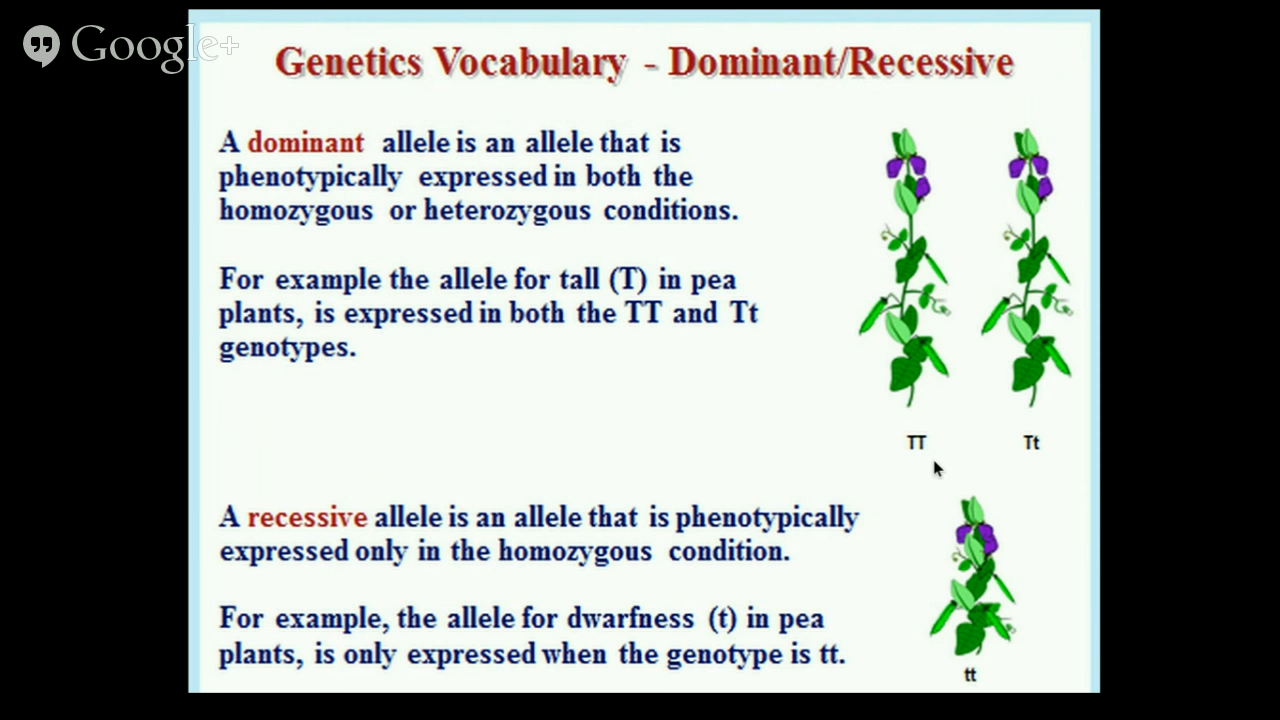 Google+
Genetics Vocabulary - Dominant/Recessive
A dominant allele is an allele that is
phenotypically expressed in both the
homozygous or heterozygous conditions.
For example the allele for tall (T) in pea
plants, is expressed in both the TT and Tt
genotypes.
TT
Tt
A recessive allele is an allele that is phenotypically
expressed only in the homozygous condition.
For example, the allele for dwarfness (t) in pea
plants, is only expressed when the genotype is tt.
tt